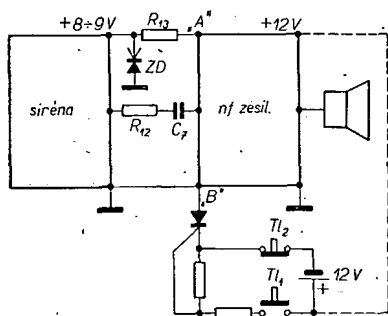 +8÷9V
R13
„A"
+12V
ZD
siréna
R12
C7
nf zesil.
„B"
Tl2
Tl1
12V
+